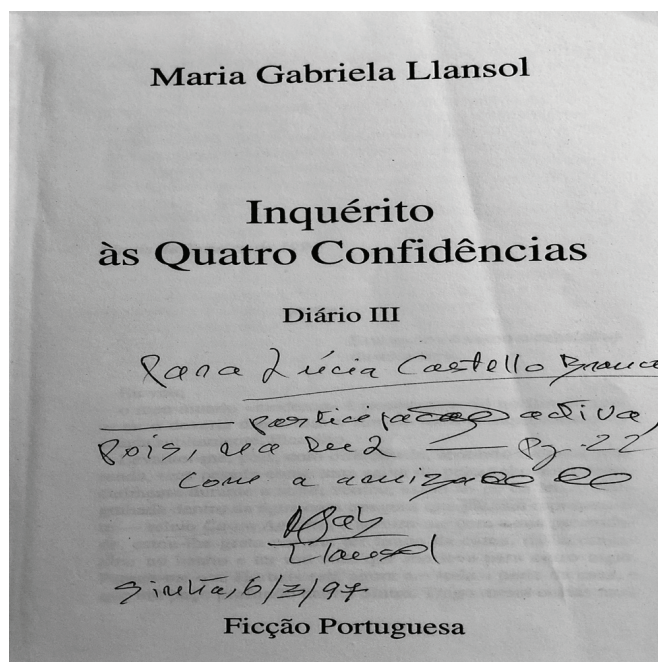 Maria Gabriela Llansol
Inquérito
às Quatro Confidências
Diário III
Para Lúcia Castello Branco
participação activa,
pois, na luz — Pg. 22
com a amizade de
Llansol
Sintra, 6/3/97
Ficção Portuguesa